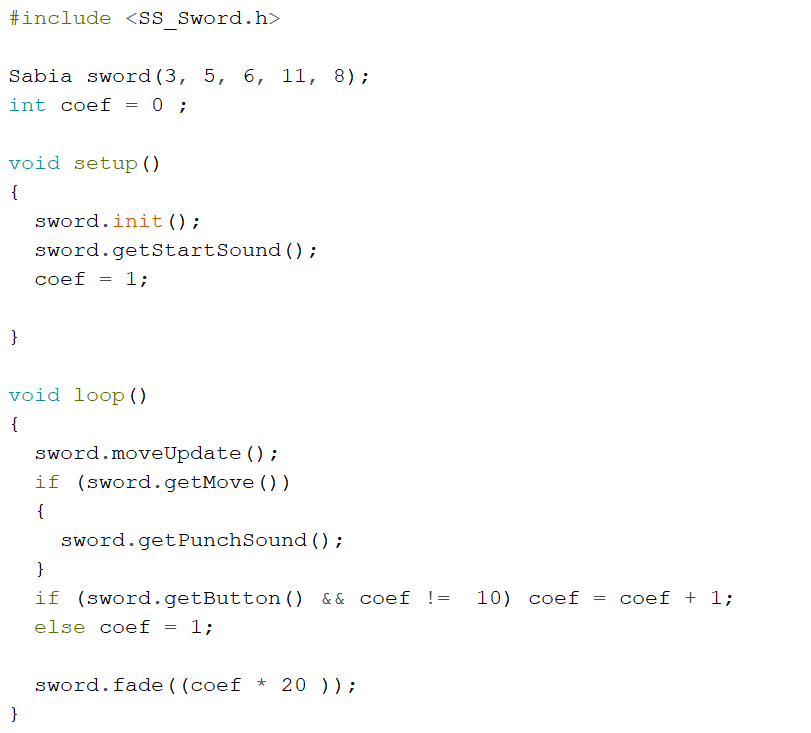 #include <SS_Sword.h>

Sabia sword(3, 5, 6, 11, 8);
int coef = 0 ;

void setup()
{
  sword.init();
  sword.getStartSound();
  coef = 1;

}

void loop()
{
  sword.moveUpdate();
  if (sword.getMove())
  {
    sword.getPunchSound();
  }
  if (sword.getButton() && coef !=  10) coef = coef + 1;
  else coef = 1;

  sword.fade((coef * 20 ));
}